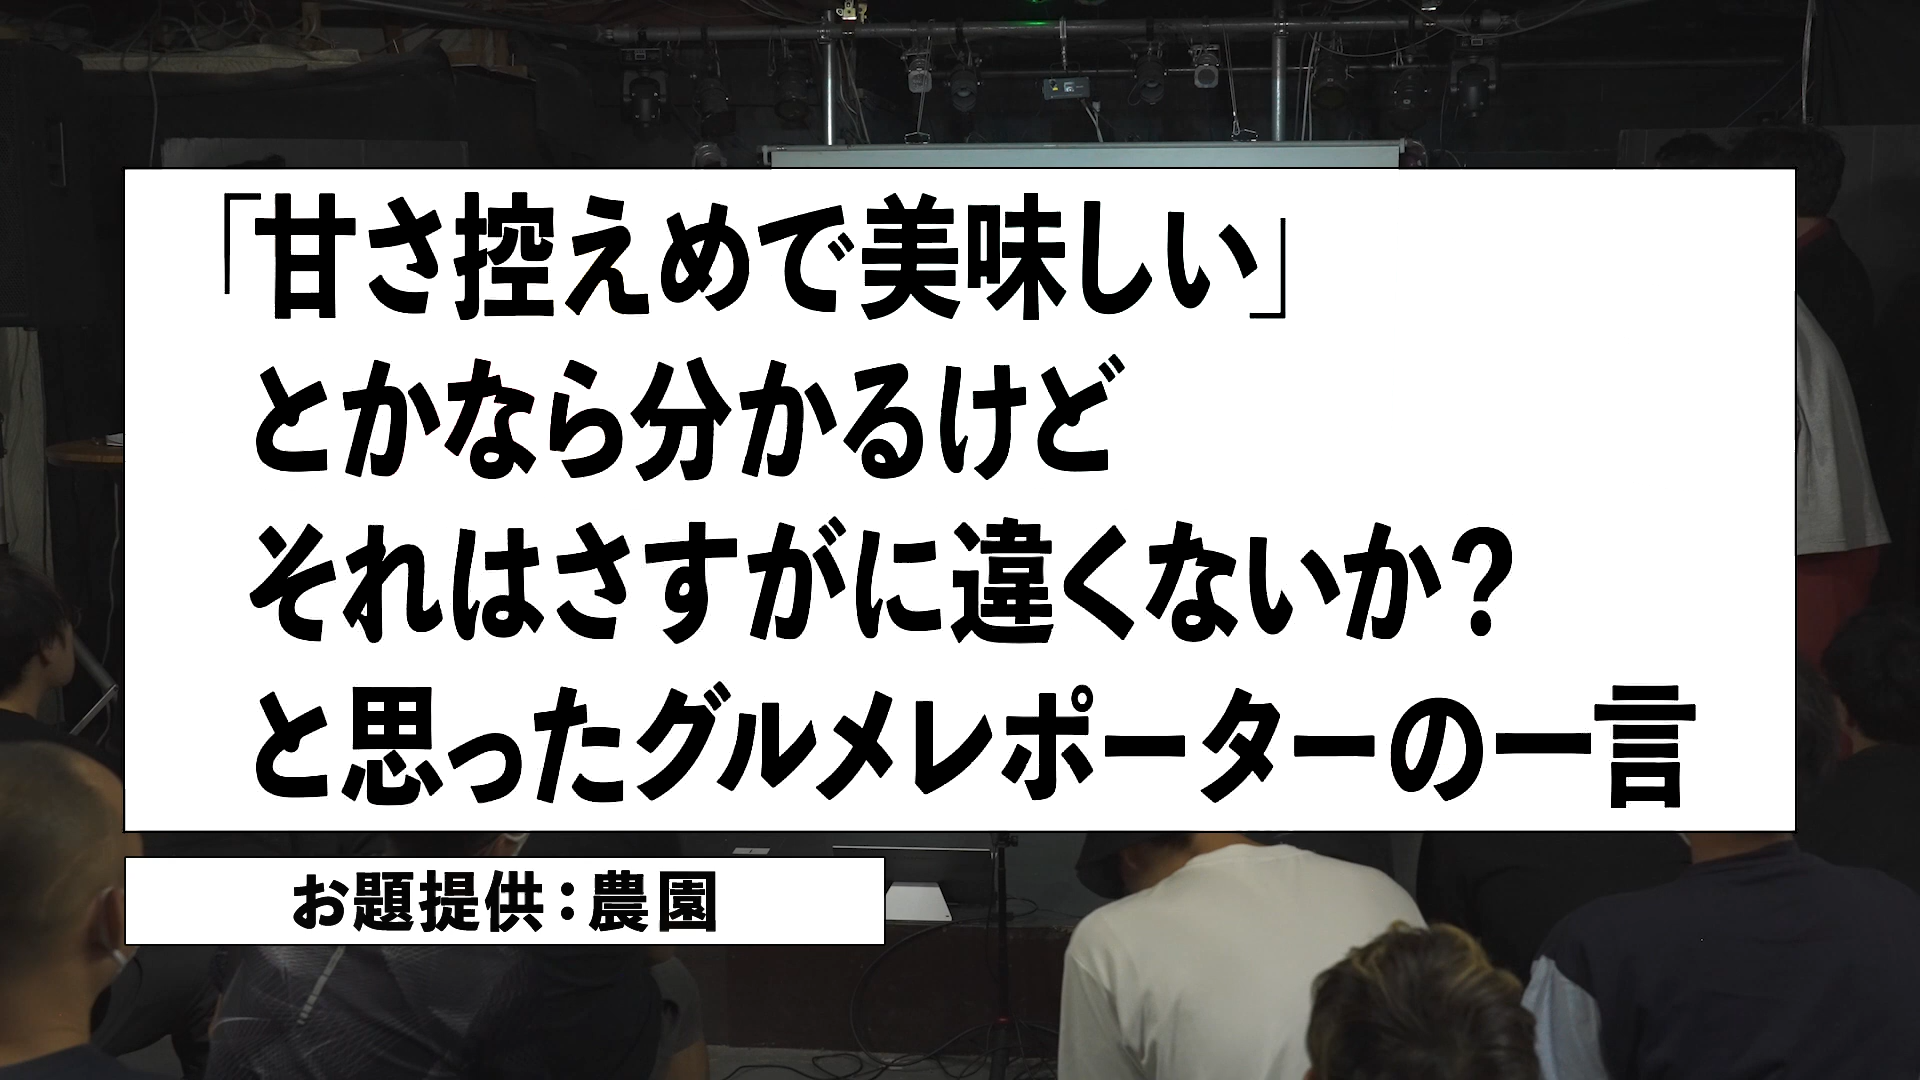 「甘さ控えめで美味しい」
とかなら分かるけど
それはさすがに違くないか？
と思ったグルメレポーターの一言
お題提供：農園